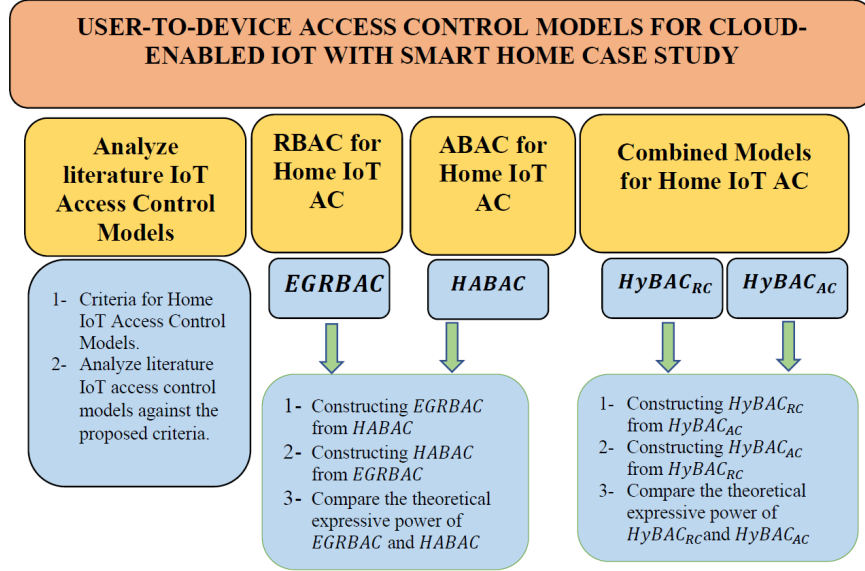 USER-TO-DEVICE ACCESS CONTROL MODELS FOR CLOUD-
ENABLED IOT WITH SMART HOME CASE STUDY
Analyze
literature IoT
Access Control
Models
RBAC for
Home IoT
AC
ABAC for
Home IoT
AC
Combined Models
for Home IoT AC
1- Criteria for Home
IoT Access Control
Models.
2- Analyze literature
IoT access control
models against the
proposed criteria.
EGRBAC
HABAC
HyBAC_RC
HyBAC_AC
1- Constructing EGRBAC
from HABAC
2- Constructing HABAC
from EGRBAC
3- Compare the theoretical
expressive power of
EGRBAC and HABAC
1- Constructing HyBAC_RC
from HyBAC_AC
2- Constructing HyBAC_AC
from HyBAC_RC
3- Compare the theoretical
expressive power of
HyBAC_RC and HyBAC_AC